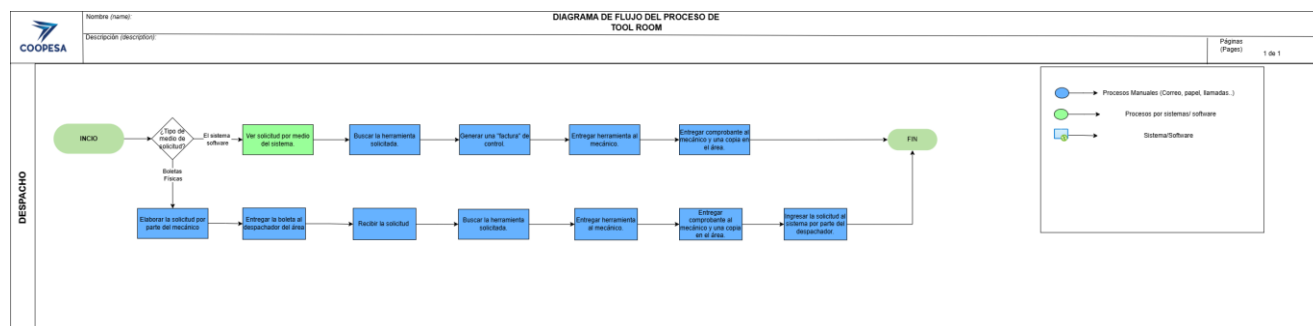 COOPESA
Nombre (name):
DIAGRAMA DE FLUJO DEL PROCESO DE
TOOL ROOM
Descripción (description):
Páginas
(Pages)
1 de 1
DESPACHO
INCIO
¿Tipo de
medio de
solicitud?
El sistema
software
Ver solicitud por medio
del sistema.
Buscar la herramienta
solicitada.
Generar una "factura" de
control.
Entregar herramienta al
mecánico.
Entregar comprobante al
mecánico y una copia en
el área.
FIN
Boletas
Físicas
Elaborar la solicitud por
parte del mecánico
Entregar la boleta al
despachador del área
Recibir la solicitud
Buscar la herramienta
solicitada.
Entregar herramienta
al mecánico.
Entregar
comprobante al
mecánico y una copia
en el área.
Ingresar la solicitud al
sistema por parte del
despachador.
Procesos Manuales (Correo, papel, llamadas..)
Procesos por sistemas/ software
Sistema/Software